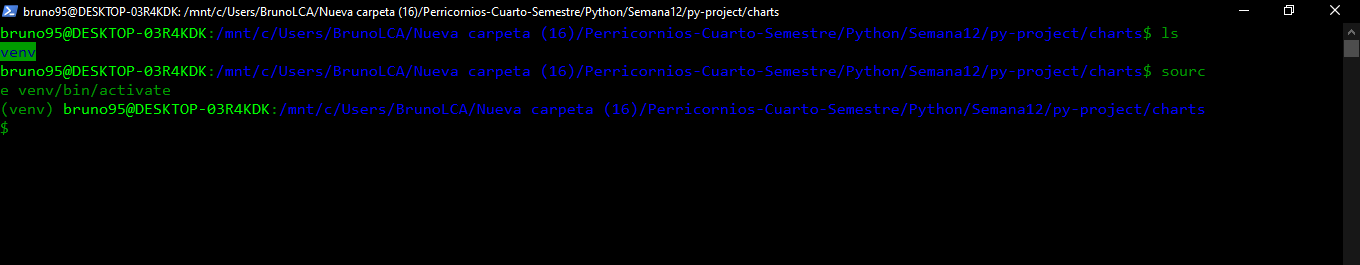 bruno95@DESKTOP-03R4KDK: /mnt/c/Users/BrunoLCA/Nueva carpeta (16)/Perricornios-Cuarto-Semestre/Python/Semana12/py-project/charts
bruno95@DESKTOP-03R4KDK:/mnt/c/Users/BrunoLCA/Nueva carpeta (16)/Perricornios-Cuarto-Semestre/Python/Semana12/py-project/charts$ ls
venv
bruno95@DESKTOP-03R4KDK:/mnt/c/Users/BrunoLCA/Nueva carpeta (16)/Perricornios-Cuarto-Semestre/Python/Semana12/py-project/charts$ sourc
e venv/bin/activate
(venv) bruno95@DESKTOP-03R4KDK:/mnt/c/Users/BrunoLCA/Nueva carpeta (16)/Perricornios-Cuarto-Semestre/Python/Semana12/py-project/charts
$